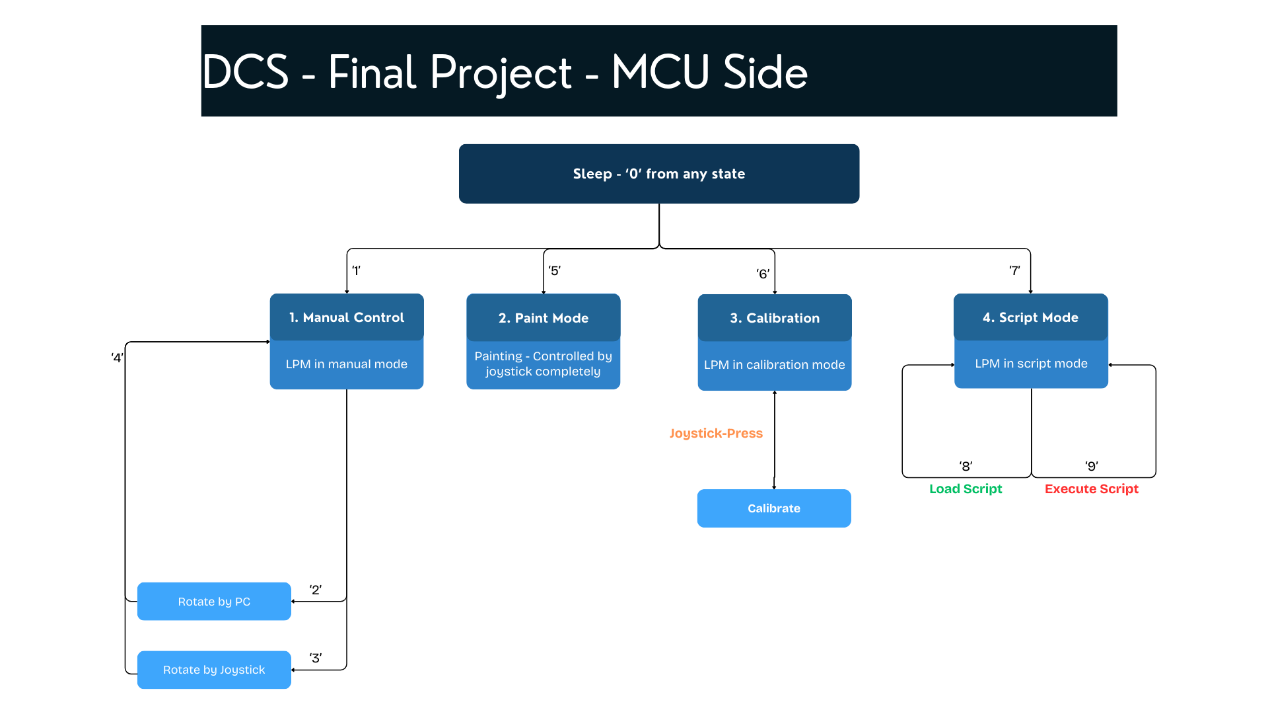 DCS - Final Project - MCU Side
Sleep - ‘0’ from any state
‘1’
‘5’
‘6’
‘7’
1. Manual Control
LPM in manual mode
2. Paint Mode
Painting - Controlled by
joystick completely
3. Calibration
LPM in calibration mode
4. Script Mode
LPM in script mode
‘4’
Joystick-Press
Calibrate
‘8’
Load Script
‘9’
Execute Script
‘2’
Rotate by PC
‘3’
Rotate by Joystick